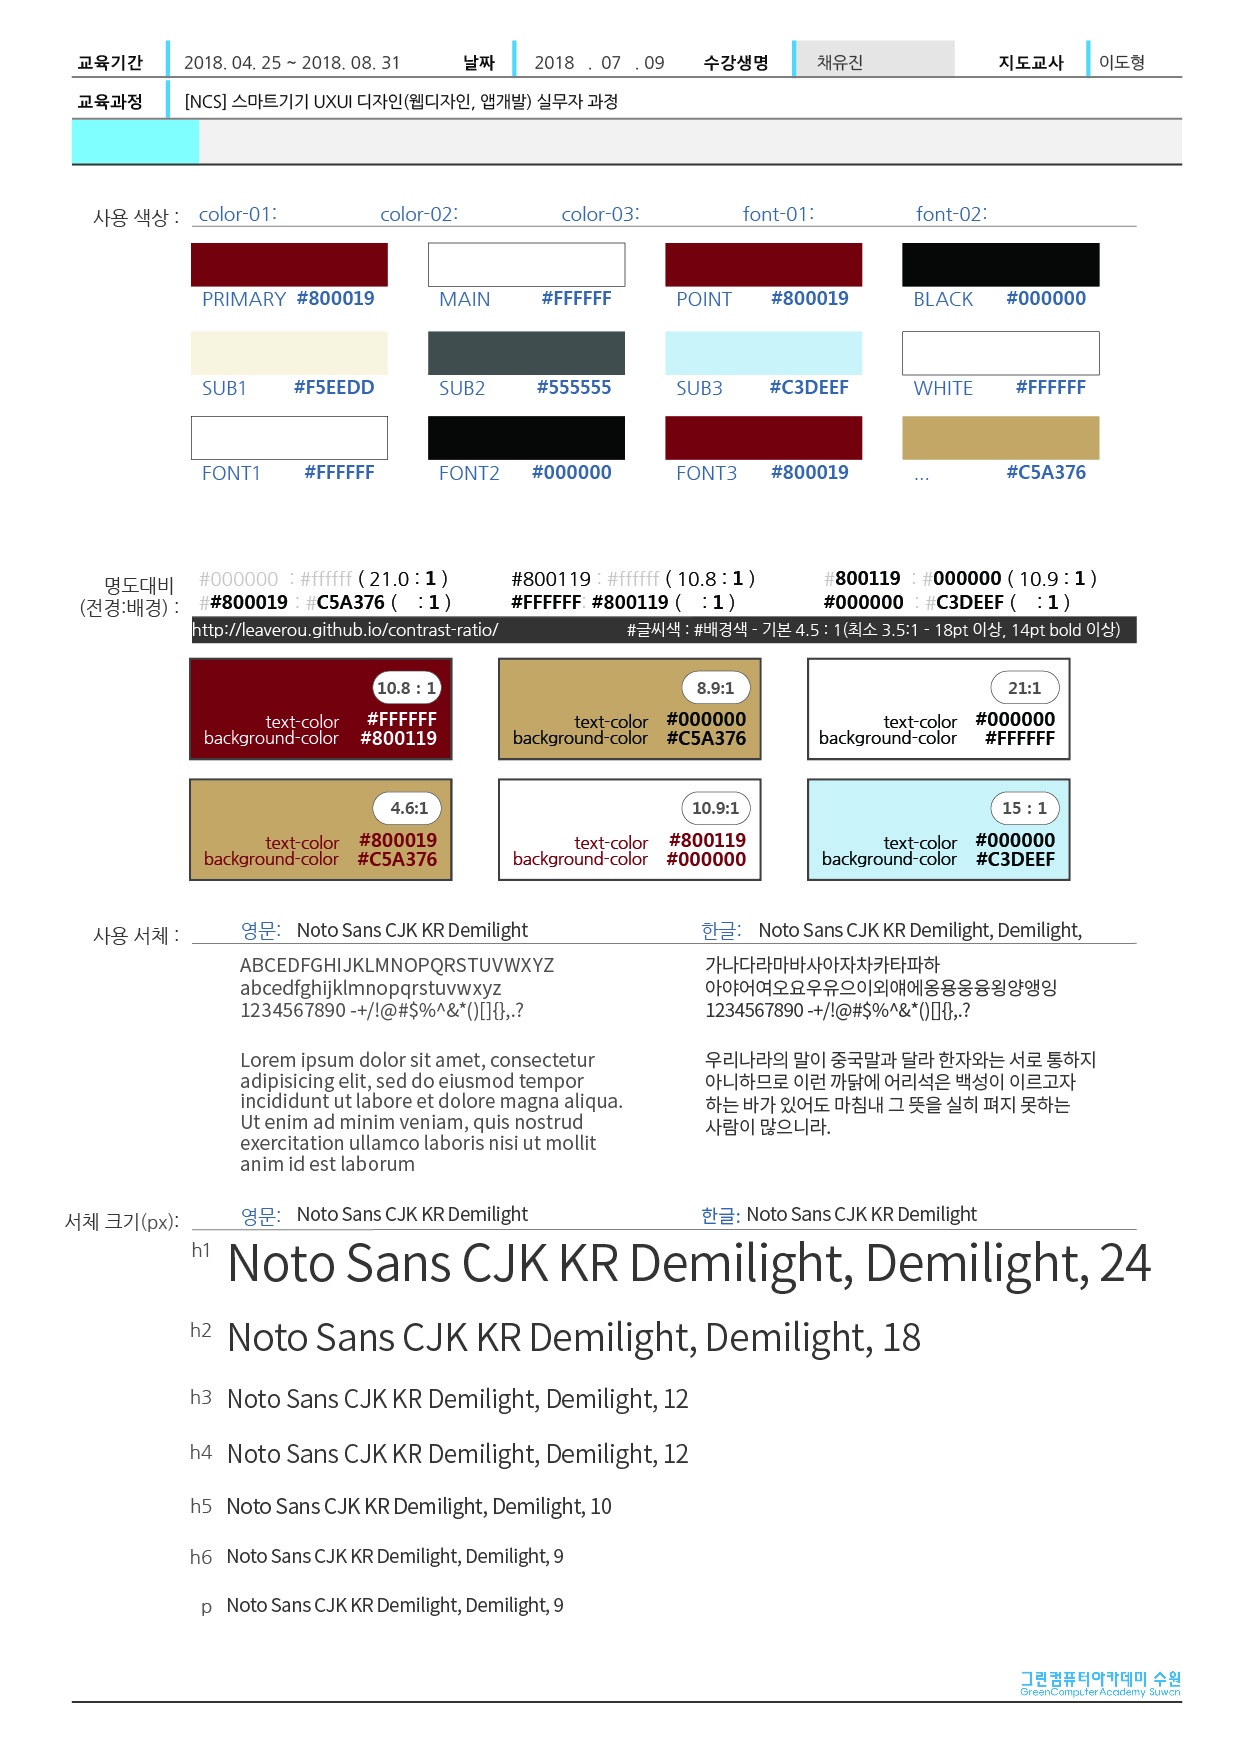 교육기간 2018. 04. 25 ~ 2018. 08. 31 날짜 2018 . 07 . 09 수강생명 채유진 지도교사 이도형
교육과정 [NCS] 스마트기기 UXUI 디자인(웹디자인, 앱개발) 실무자 과정
사용 색상 : color-01: color-02: color-03: font-01: font-02:
PRIMARY #800019 MAIN #FFFFFF POINT #800019 BLACK #000000
SUB1 #F5EEDD SUB2 #555555 SUB3 #C3DEEF WHITE #FFFFFF
FONT1 #FFFFFF FONT2 #000000 FONT3 #800019 ... #C5A376
명도대비 #000000 : #ffffff ( 21.0 : 1 ) #800119 : #ffffff ( 10.8 : 1 ) #800119 : #000000 ( 10.9 : 1 )
(전경:배경) : ##800019 : #C5A376 ( : 1 ) #FFFFFF: #800119 ( : 1 ) #000000 : #C3DEEF ( : 1 )
http://leaverou.github.io/contrast-ratio/ #글씨색 : #배경색 - 기본 4.5 : 1(최소 3.5:1 - 18pt 이상, 14pt bold 이상)
10.8 : 1 8.9:1 21:1
text-color #FFFFFF text-color #000000 text-color #000000
background-color #800119 background-color #C5A376 background-color #FFFFFF
4.6:1 10.9:1 15 : 1
text-color #800019 text-color #800119 text-color #000000
background-color #C5A376 background-color #000000 background-color #C3DEEF
사용 서체 : 영문: Noto Sans CJK KR Demilight 한글: Noto Sans CJK KR Demilight, Demilight,
ABCEDFGHIJKLMNOPQRSTUVWXYZ
abcedfghijklmnopqrstuvwxyz
1234567890 -+/!@#$%^&*()[]{},.?
가나다라마바사아자차카타파하
아야어여오요우유으이외얘에옹용웅융윙양앵잉
1234567890 -+/!@#$%^&*()[]{},.?
Lorem ipsum dolor sit amet, consectetur
adipisicing elit, sed do eiusmod tempor
incididunt ut labore et dolore magna aliqua.
Ut enim ad minim veniam, quis nostrud
exercitation ullamco laboris nisi ut mollit
anim id est laborum
우리나라의 말이 중국말과 달라 한자와는 서로 통하지
아니하므로 이런 까닭에 어리석은 백성이 이르고자
하는 바가 있어도 마침내 그 뜻을 실히 펴지 못하는
사람이 많으니라.
서체 크기(px): 영문: Noto Sans CJK KR Demilight 한글: Noto Sans CJK KR Demilight
h1 Noto Sans CJK KR Demilight, Demilight, 24
h2 Noto Sans CJK KR Demilight, Demilight, 18
h3 Noto Sans CJK KR Demilight, Demilight, 12
h4 Noto Sans CJK KR Demilight, Demilight, 12
h5 Noto Sans CJK KR Demilight, Demilight, 10
h6 Noto Sans CJK KR Demilight, Demilight, 9
p Noto Sans CJK KR Demilight, Demilight, 9
그린컴퓨터아카데미 수원
GreenComputerAcademy Suwon